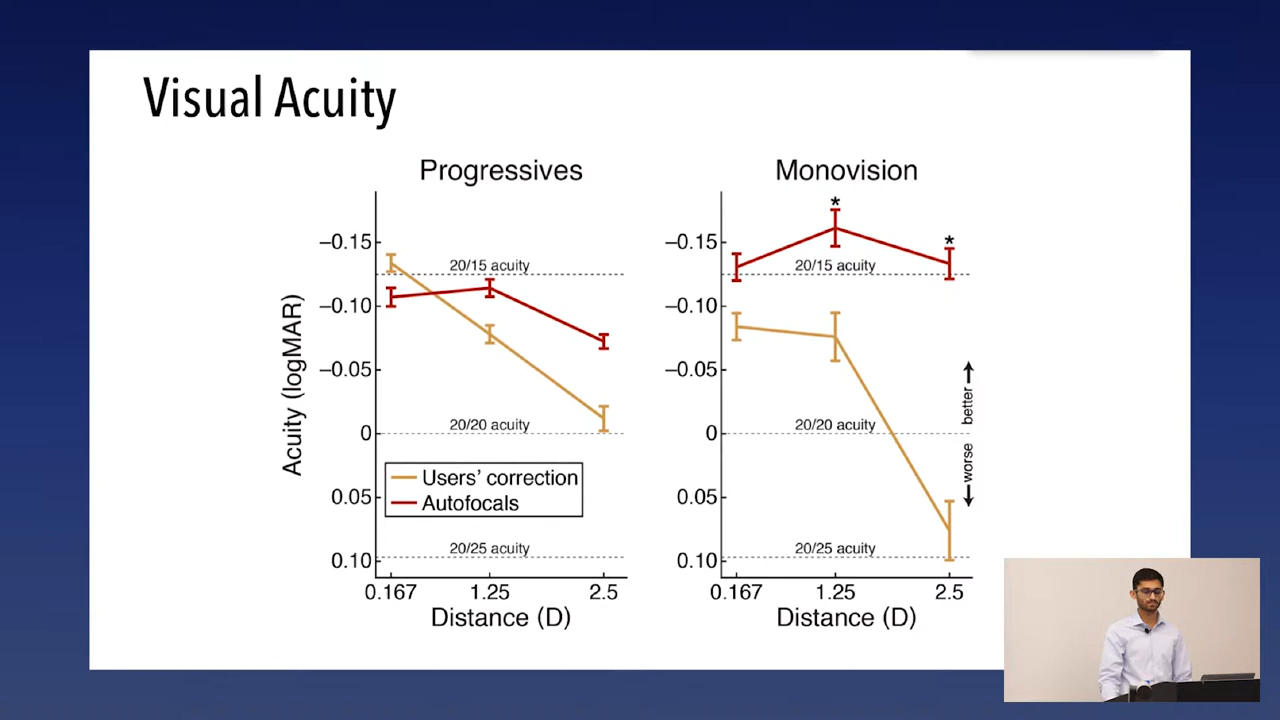 Visual Acuity
Progressives
Monovision
Acuity (logMAR)
−0.15
−0.10
−0.05
0
0.05
0.10
20/15 acuity
20/20 acuity
20/25 acuity
Users' correction
Autofocals
0.167 1.25 2.5
Distance (D)
−0.15
−0.10
−0.05
0
0.05
0.10
*
*
20/15 acuity
20/20 acuity
20/25 acuity
better
worse
0.167 1.25 2.5
Distance (D)